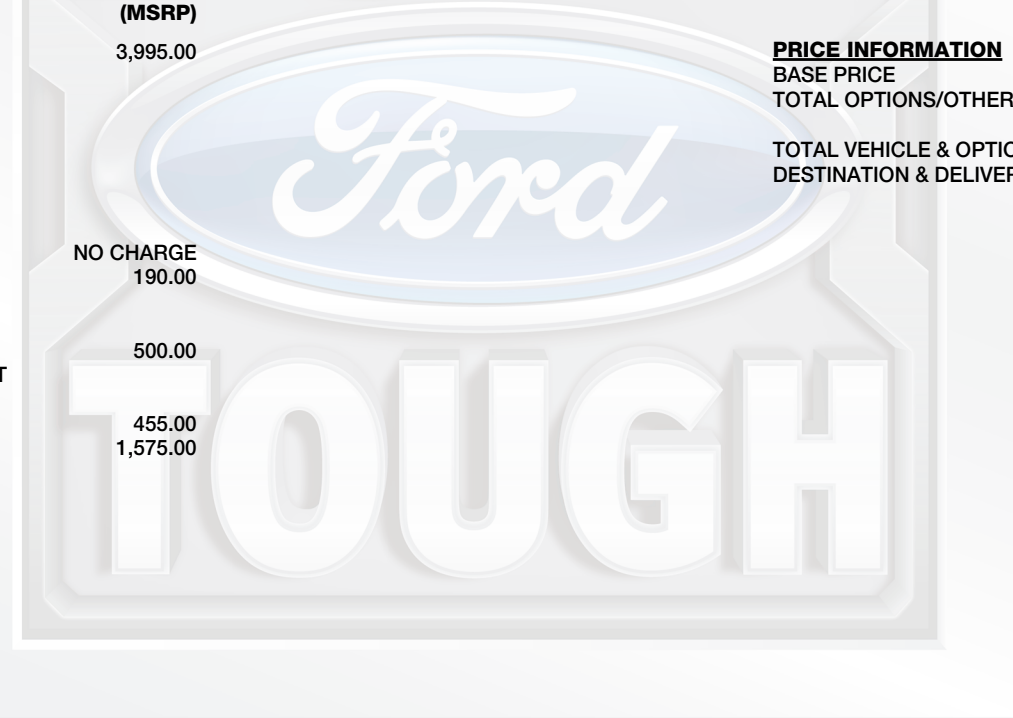 (MSRP)
3,995.00
NO CHARGE
190.00
500.00
T
455.00
1,575.00
PRICE INFORMATION
BASE PRICE
TOTAL OPTIONS/OTHER
TOTAL VEHICLE & OPTIO
DESTINATION & DELIVER
Ford
TOUGH